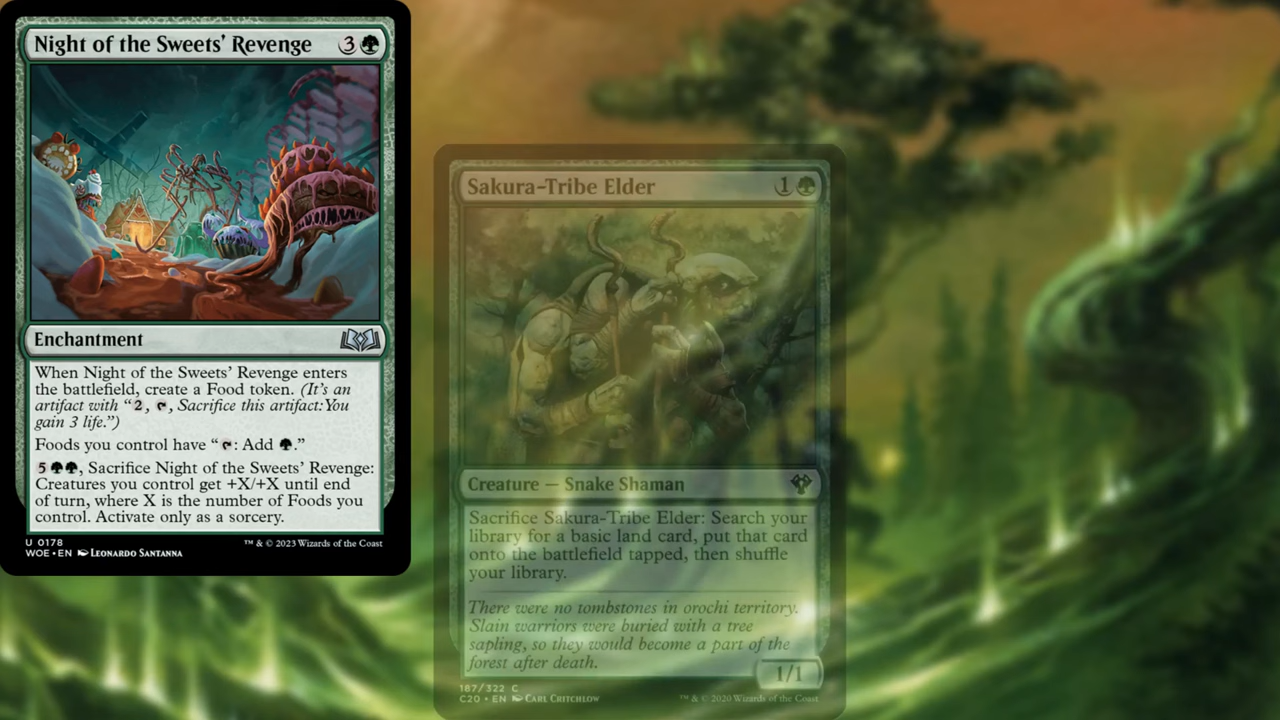 Night of the Sweets' Revenge 3
Enchantment
When Night of the Sweets' Revenge enters
the battlefield, create a Food token. (It's an
artifact with “2, , Sacrifice this artifact:You
gain 3 life.”)
Foods you control have “ : Add .”
5 , Sacrifice Night of the Sweets' Revenge:
Creatures you control get +X/+X until end
of turn, where X is the number of Foods you
control. Activate only as a sorcery.
U 0178
WOE • EN Leonardo Santanna
™ & © 2023 Wizards of the Coast
Sakura-Tribe Elder 1
Creature — Snake Shaman
Sacrifice Sakura-Tribe Elder: Search your
library for a basic land card, put that card
onto the battlefield tapped, then shuffle
your library.
There were no tombstones in orochi territory.
Slain warriors were buried with a tree
sapling, so they would become a part of the
forest after death.
1/1
187/322 C
C20 • EN Carl Critchlow
™ & © 2020 Wizards of the Coast